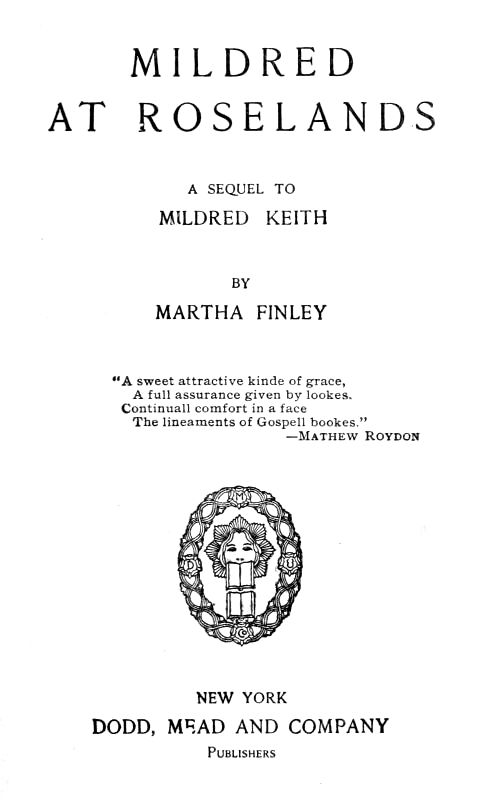 MILDRED
AT ROSELANDS
A SEQUEL TO
MILDRED KEITH
BY
MARTHA FINLEY
"A sweet attractive kinde of grace,
A full assurance given by lookes.
Continuall comfort in a face
The lineaments of Gospell bookes."
—MATHEW ROYDON
M
D
U
C
NEW YORK
DODD, MEAD AND COMPANY
PUBLISHERS